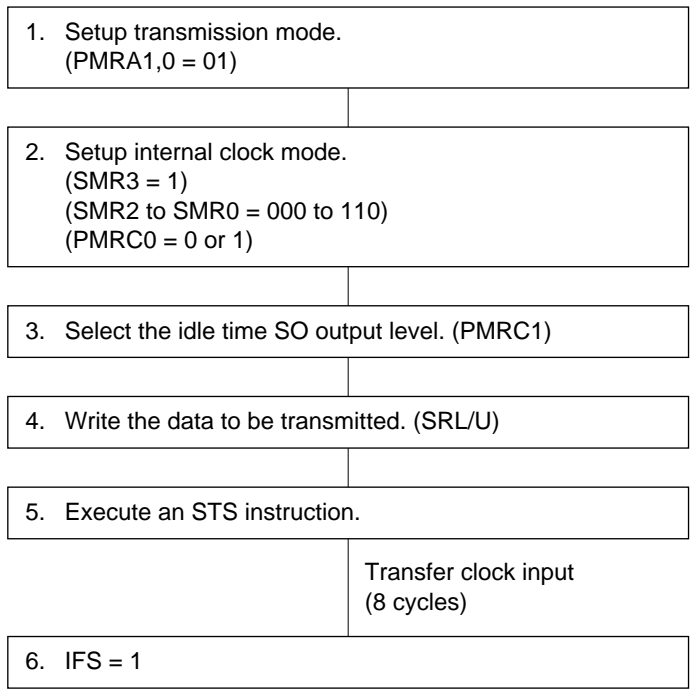 1. Setup transmission mode.
(PMRA1,0 = 01)
2. Setup internal clock mode.
(SMR3 = 1)
(SMR2 to SMR0 = 000 to 110)
(PMRC0 = 0 or 1)
3. Select the idle time SO output level. (PMRC1)
4. Write the data to be transmitted. (SRL/U)
5. Execute an STS instruction.
Transfer clock input
(8 cycles)
6. IFS = 1